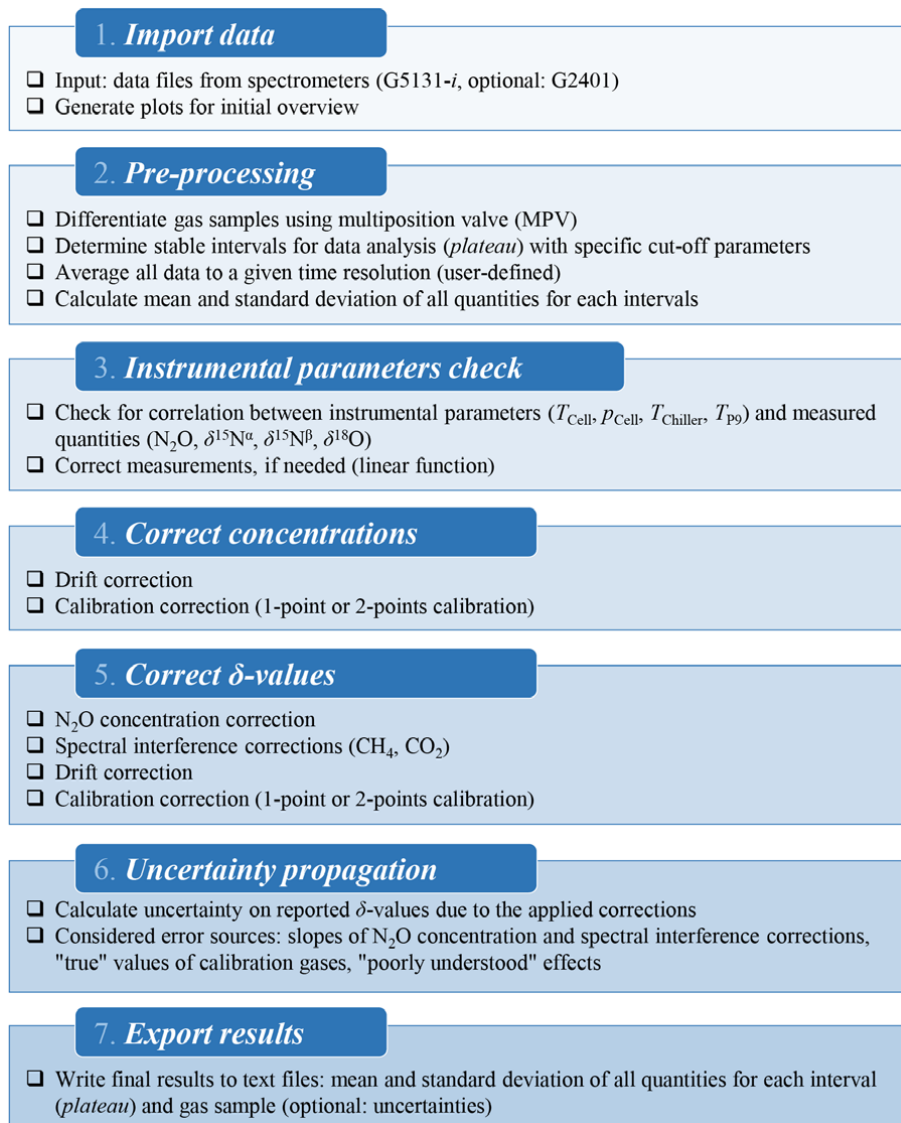 1. Import data
❑ Input: data files from spectrometers (G5131-i, optional: G2401)
❑ Generate plots for initial overview
2. Pre-processing
❑ Differentiate gas samples using multiposition valve (MPV)
❑ Determine stable intervals for data analysis (plateau) with specific cut-off parameters
❑ Average all data to a given time resolution (user-defined)
❑ Calculate mean and standard deviation of all quantities for each intervals
3. Instrumental parameters check
❑ Check for correlation between instrumental parameters (T_Cell, p_Cell, T_Chiller, T_P9) and measured
quantities (N₂O, δ¹⁵Nᵅ, δ¹⁵Nᵝ, δ¹⁸O)
❑ Correct measurements, if needed (linear function)
4. Correct concentrations
❑ Drift correction
❑ Calibration correction (1-point or 2-points calibration)
5. Correct δ-values
❑ N₂O concentration correction
❑ Spectral interference corrections (CH₄, CO₂)
❑ Drift correction
❑ Calibration correction (1-point or 2-points calibration)
6. Uncertainty propagation
❑ Calculate uncertainty on reported δ-values due to the applied corrections
❑ Considered error sources: slopes of N₂O concentration and spectral interference corrections,
"true" values of calibration gases, "poorly understood" effects
7. Export results
❑ Write final results to text files: mean and standard deviation of all quantities for each interval
(plateau) and gas sample (optional: uncertainties)